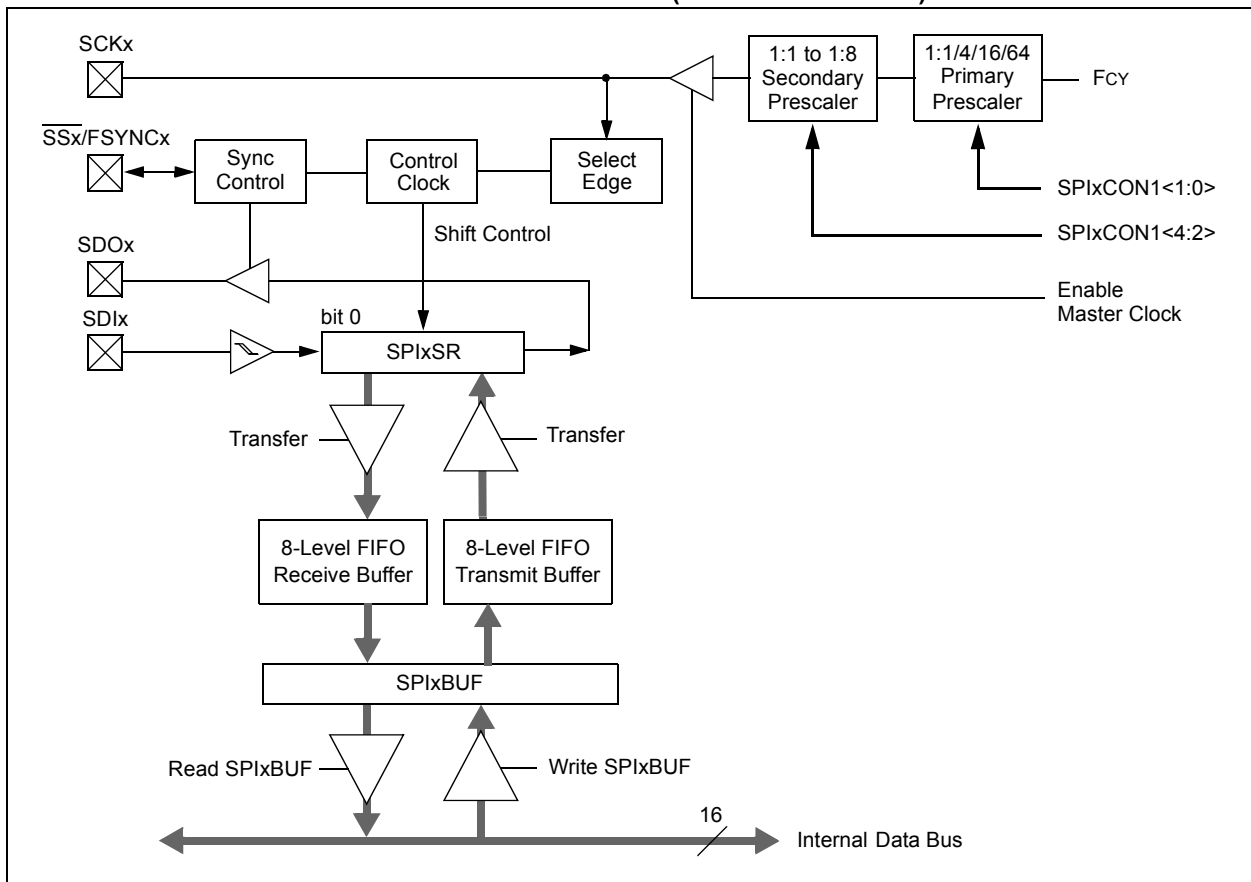 SCKx
1:1 to 1:8
Secondary
Prescaler
1:1/4/16/64
Primary
Prescaler
FCY
SSx/FSYNCx
Sync
Control
Control
Clock
Select
Edge
SPIxCON1<1:0>
SPIxCON1<4:2>
Shift Control
SDOx
Enable
Master Clock
bit 0
SDIx
SPIxSR
Transfer
Transfer
8-Level FIFO
Receive Buffer
8-Level FIFO
Transmit Buffer
SPIxBUF
Read SPIxBUF
Write SPIxBUF
16
Internal Data Bus